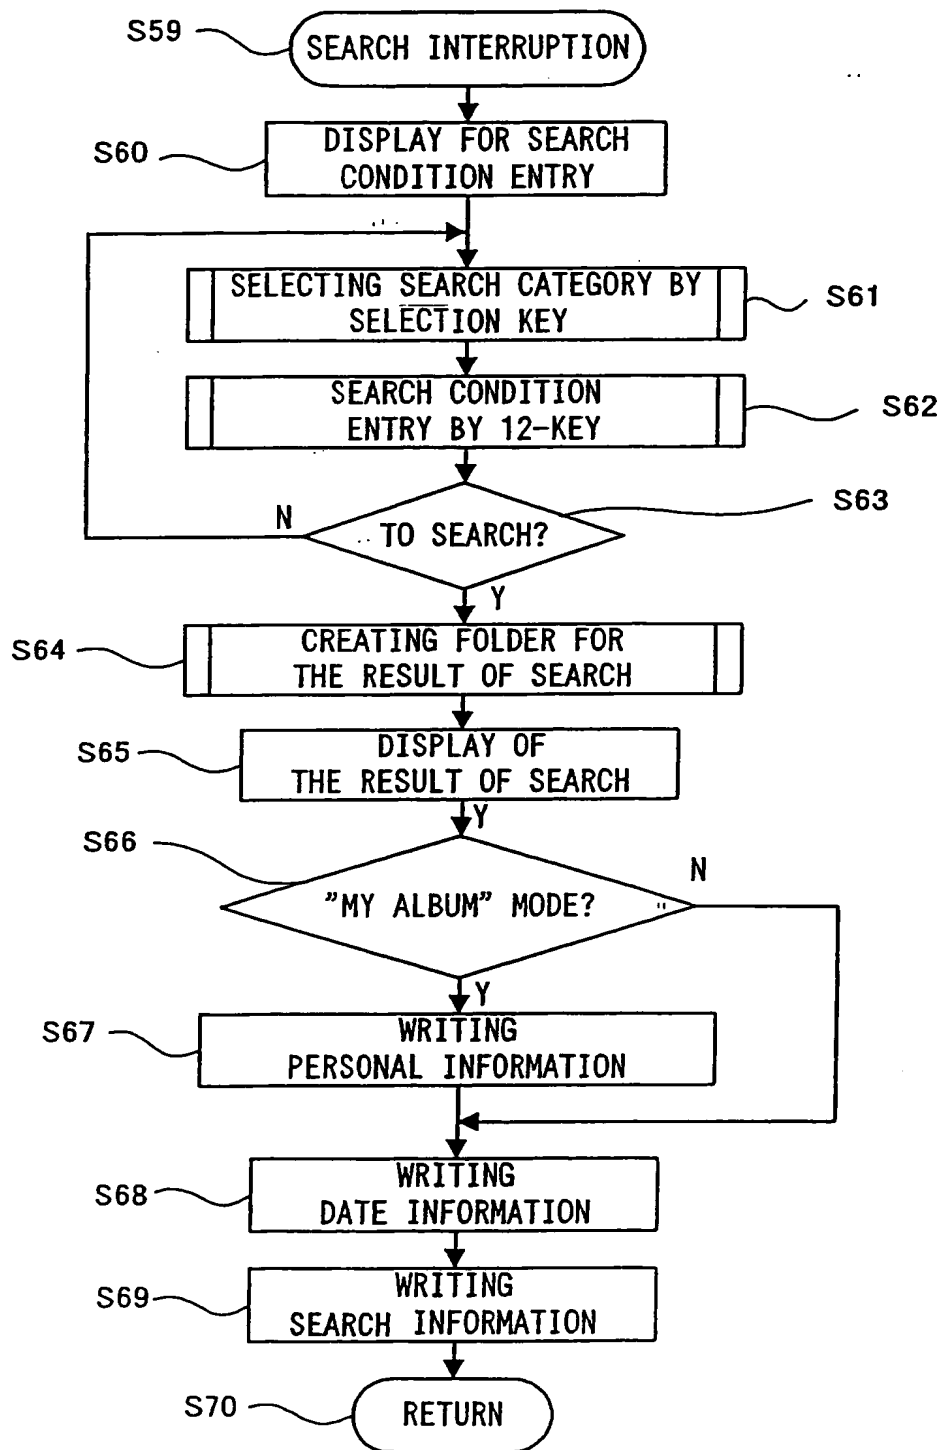 S59
SEARCH INTERRUPTION
S60
DISPLAY FOR SEARCH
CONDITION ENTRY
SELECTING SEARCH CATEGORY BY
SELECTION KEY
S61
SEARCH CONDITION
ENTRY BY 12-KEY
S62
S63
N
TO SEARCH?
Y
S64
CREATING FOLDER FOR
THE RESULT OF SEARCH
S65
DISPLAY OF
THE RESULT OF SEARCH
Y
S66
N
"MY ALBUM" MODE?
Y
S67
WRITING
PERSONAL INFORMATION
S68
WRITING
DATE INFORMATION
S69
WRITING
SEARCH INFORMATION
S70
RETURN